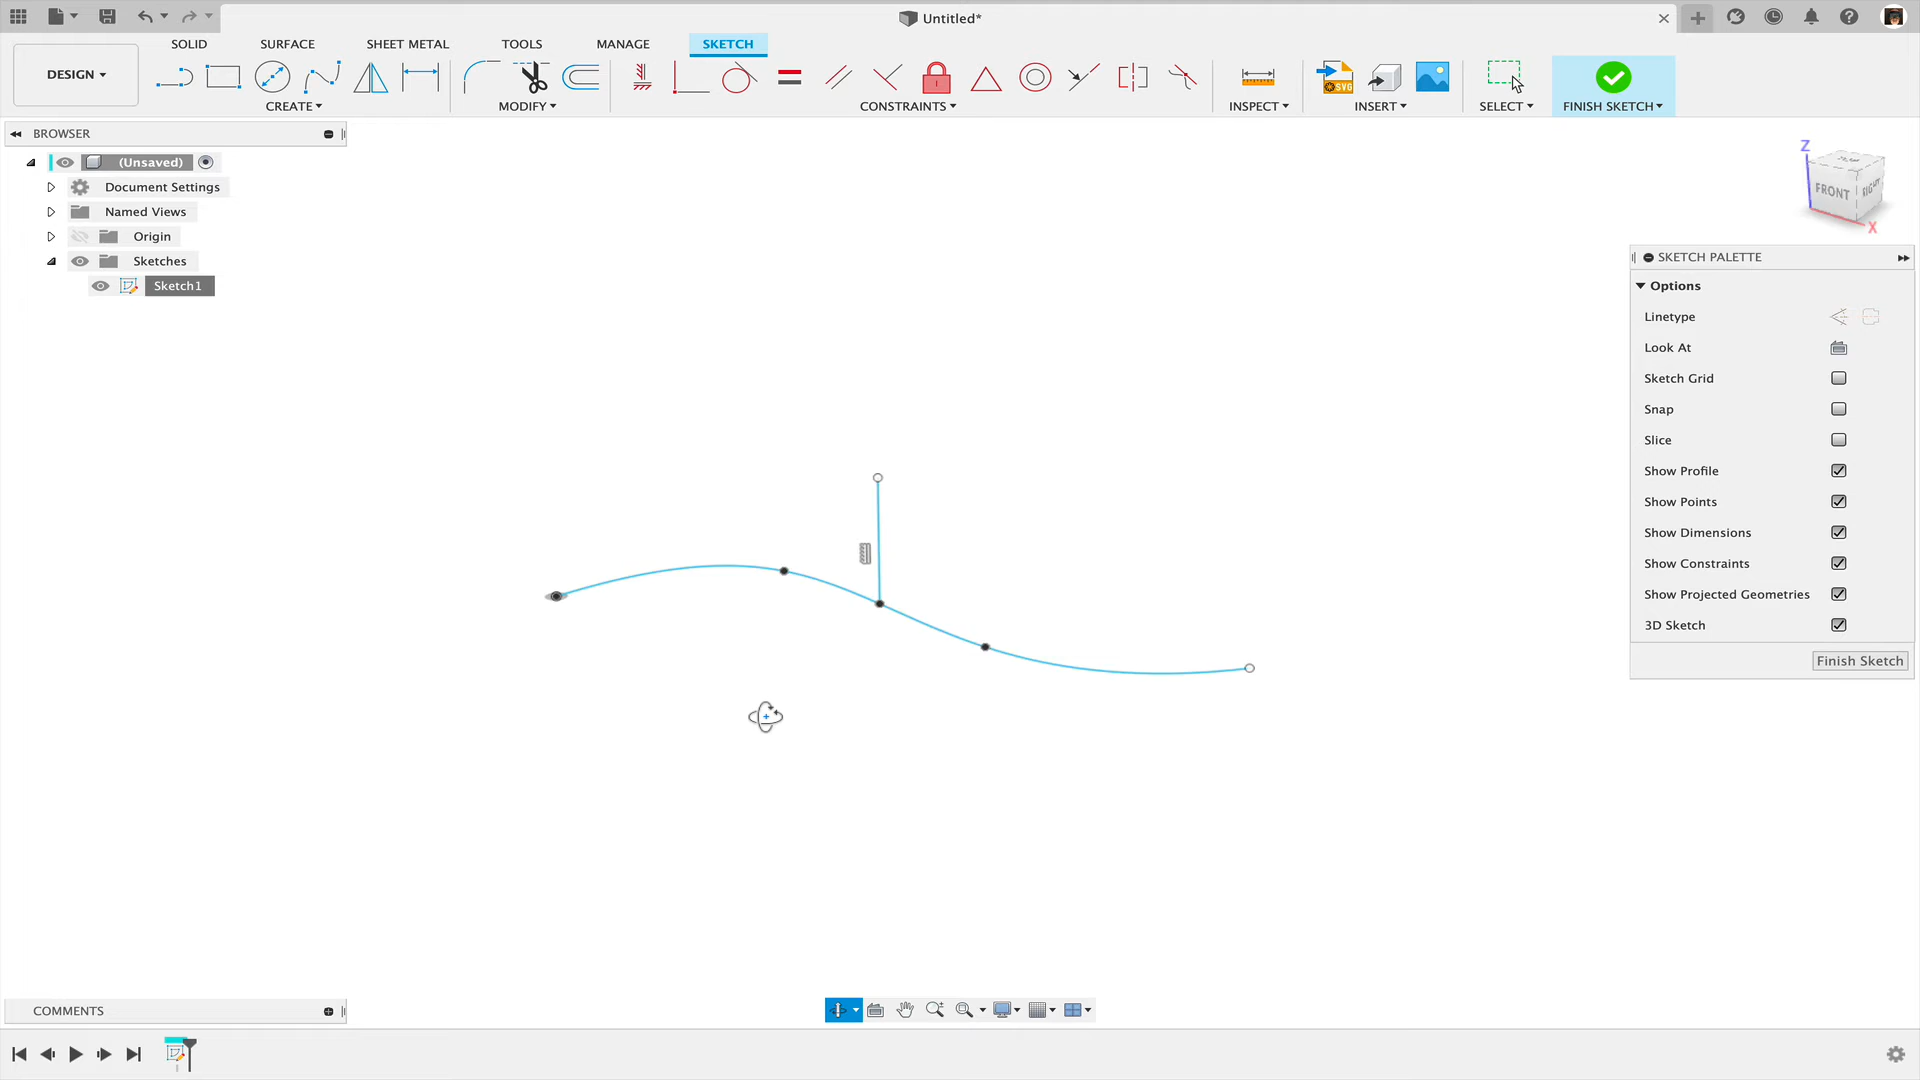 Untitled*
SOLID
SURFACE
SHEET METAL
TOOLS
MANAGE
SKETCH
DESIGN
CREATE
MODIFY
CONSTRAINTS
INSPECT
SVG
INSERT
SELECT
FINISH SKETCH
BROWSER
(Unsaved)
Document Settings
Named Views
Origin
Sketches
Sketch1
Z
FRONT
RIGHT
X
SKETCH PALETTE
Options
Linetype
Look At
Sketch Grid
Snap
Slice
Show Profile
Show Points
Show Dimensions
Show Constraints
Show Projected Geometries
3D Sketch
Finish Sketch
COMMENTS